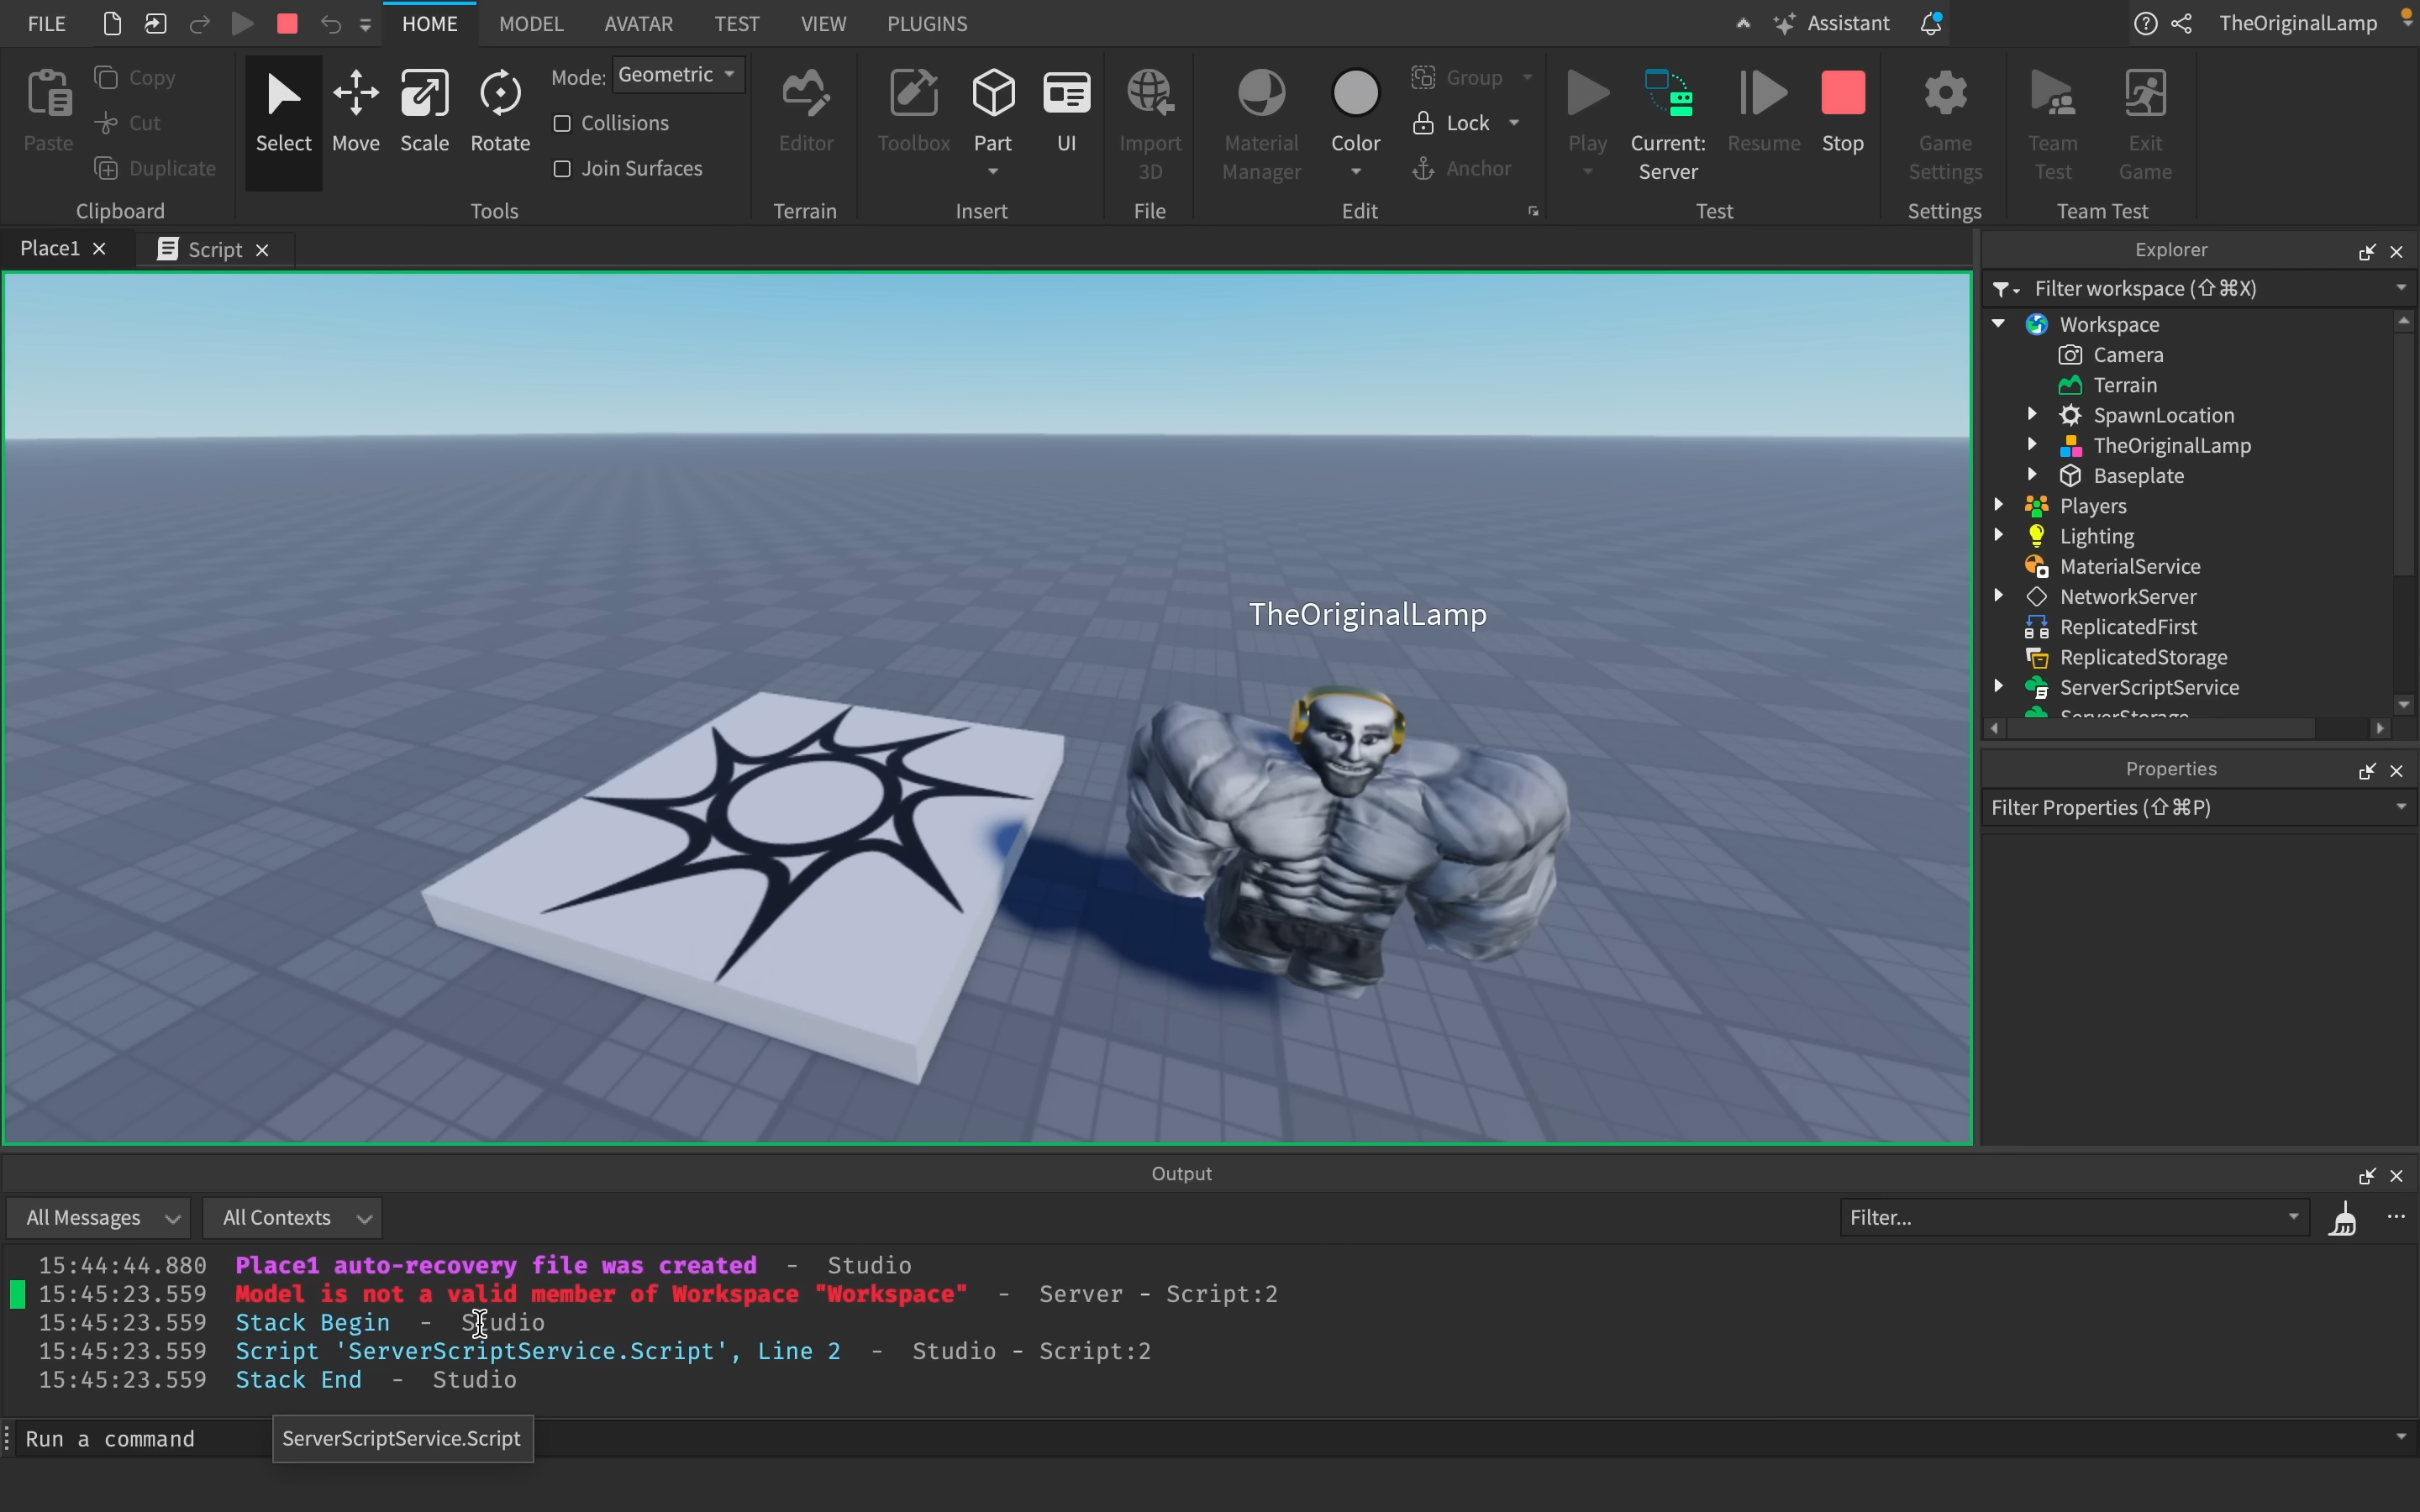 FILE HOME MODEL AVATAR TEST VIEW PLUGINS Assistant TheOriginalLamp
Paste
Copy
Cut
Duplicate
Clipboard
Select Move Scale Rotate
Mode: Geometric
Collisions
Join Surfaces
Tools
Editor
Terrain
Toolbox Part UI
Insert
Import 3D
File
Material Manager
Color
Group
Lock
Anchor
Edit
Play
Current: Server
Resume Stop
Test
Game Settings
Settings
Team Test
Exit Game
Team Test
Place1 Script
TheOriginalLamp
Explorer
Filter workspace (⇧⌘X)
Workspace
Camera
Terrain
SpawnLocation
TheOriginalLamp
Baseplate
Players
Lighting
MaterialService
NetworkServer
ReplicatedFirst
ReplicatedStorage
ServerScriptService
ServerStorage
Properties
Filter Properties (⇧⌘P)
Output
All Messages All Contexts Filter...
15:44:44.880 Place1 auto-recovery file was created - Studio
15:45:23.559 Model is not a valid member of Workspace "Workspace" - Server - Script:2
15:45:23.559 Stack Begin - Studio
15:45:23.559 Script 'ServerScriptService.Script', Line 2 - Studio - Script:2
15:45:23.559 Stack End - Studio
Run a command
ServerScriptService.Script